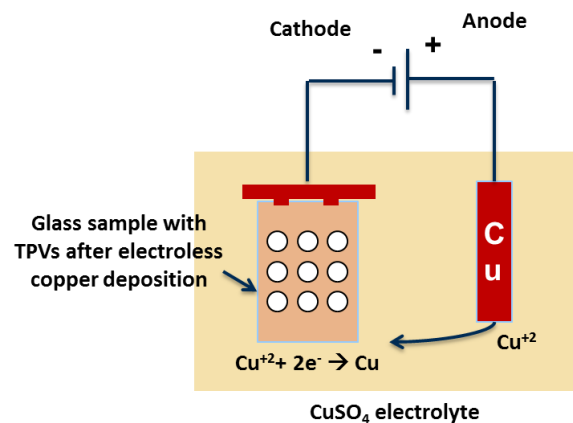 Cathode
Anode
- +
Glass sample with
TPVs after electroless
copper deposition
C
u
Cu⁺²
Cu⁺²+ 2e⁻ → Cu
CuSO₄ electrolyte